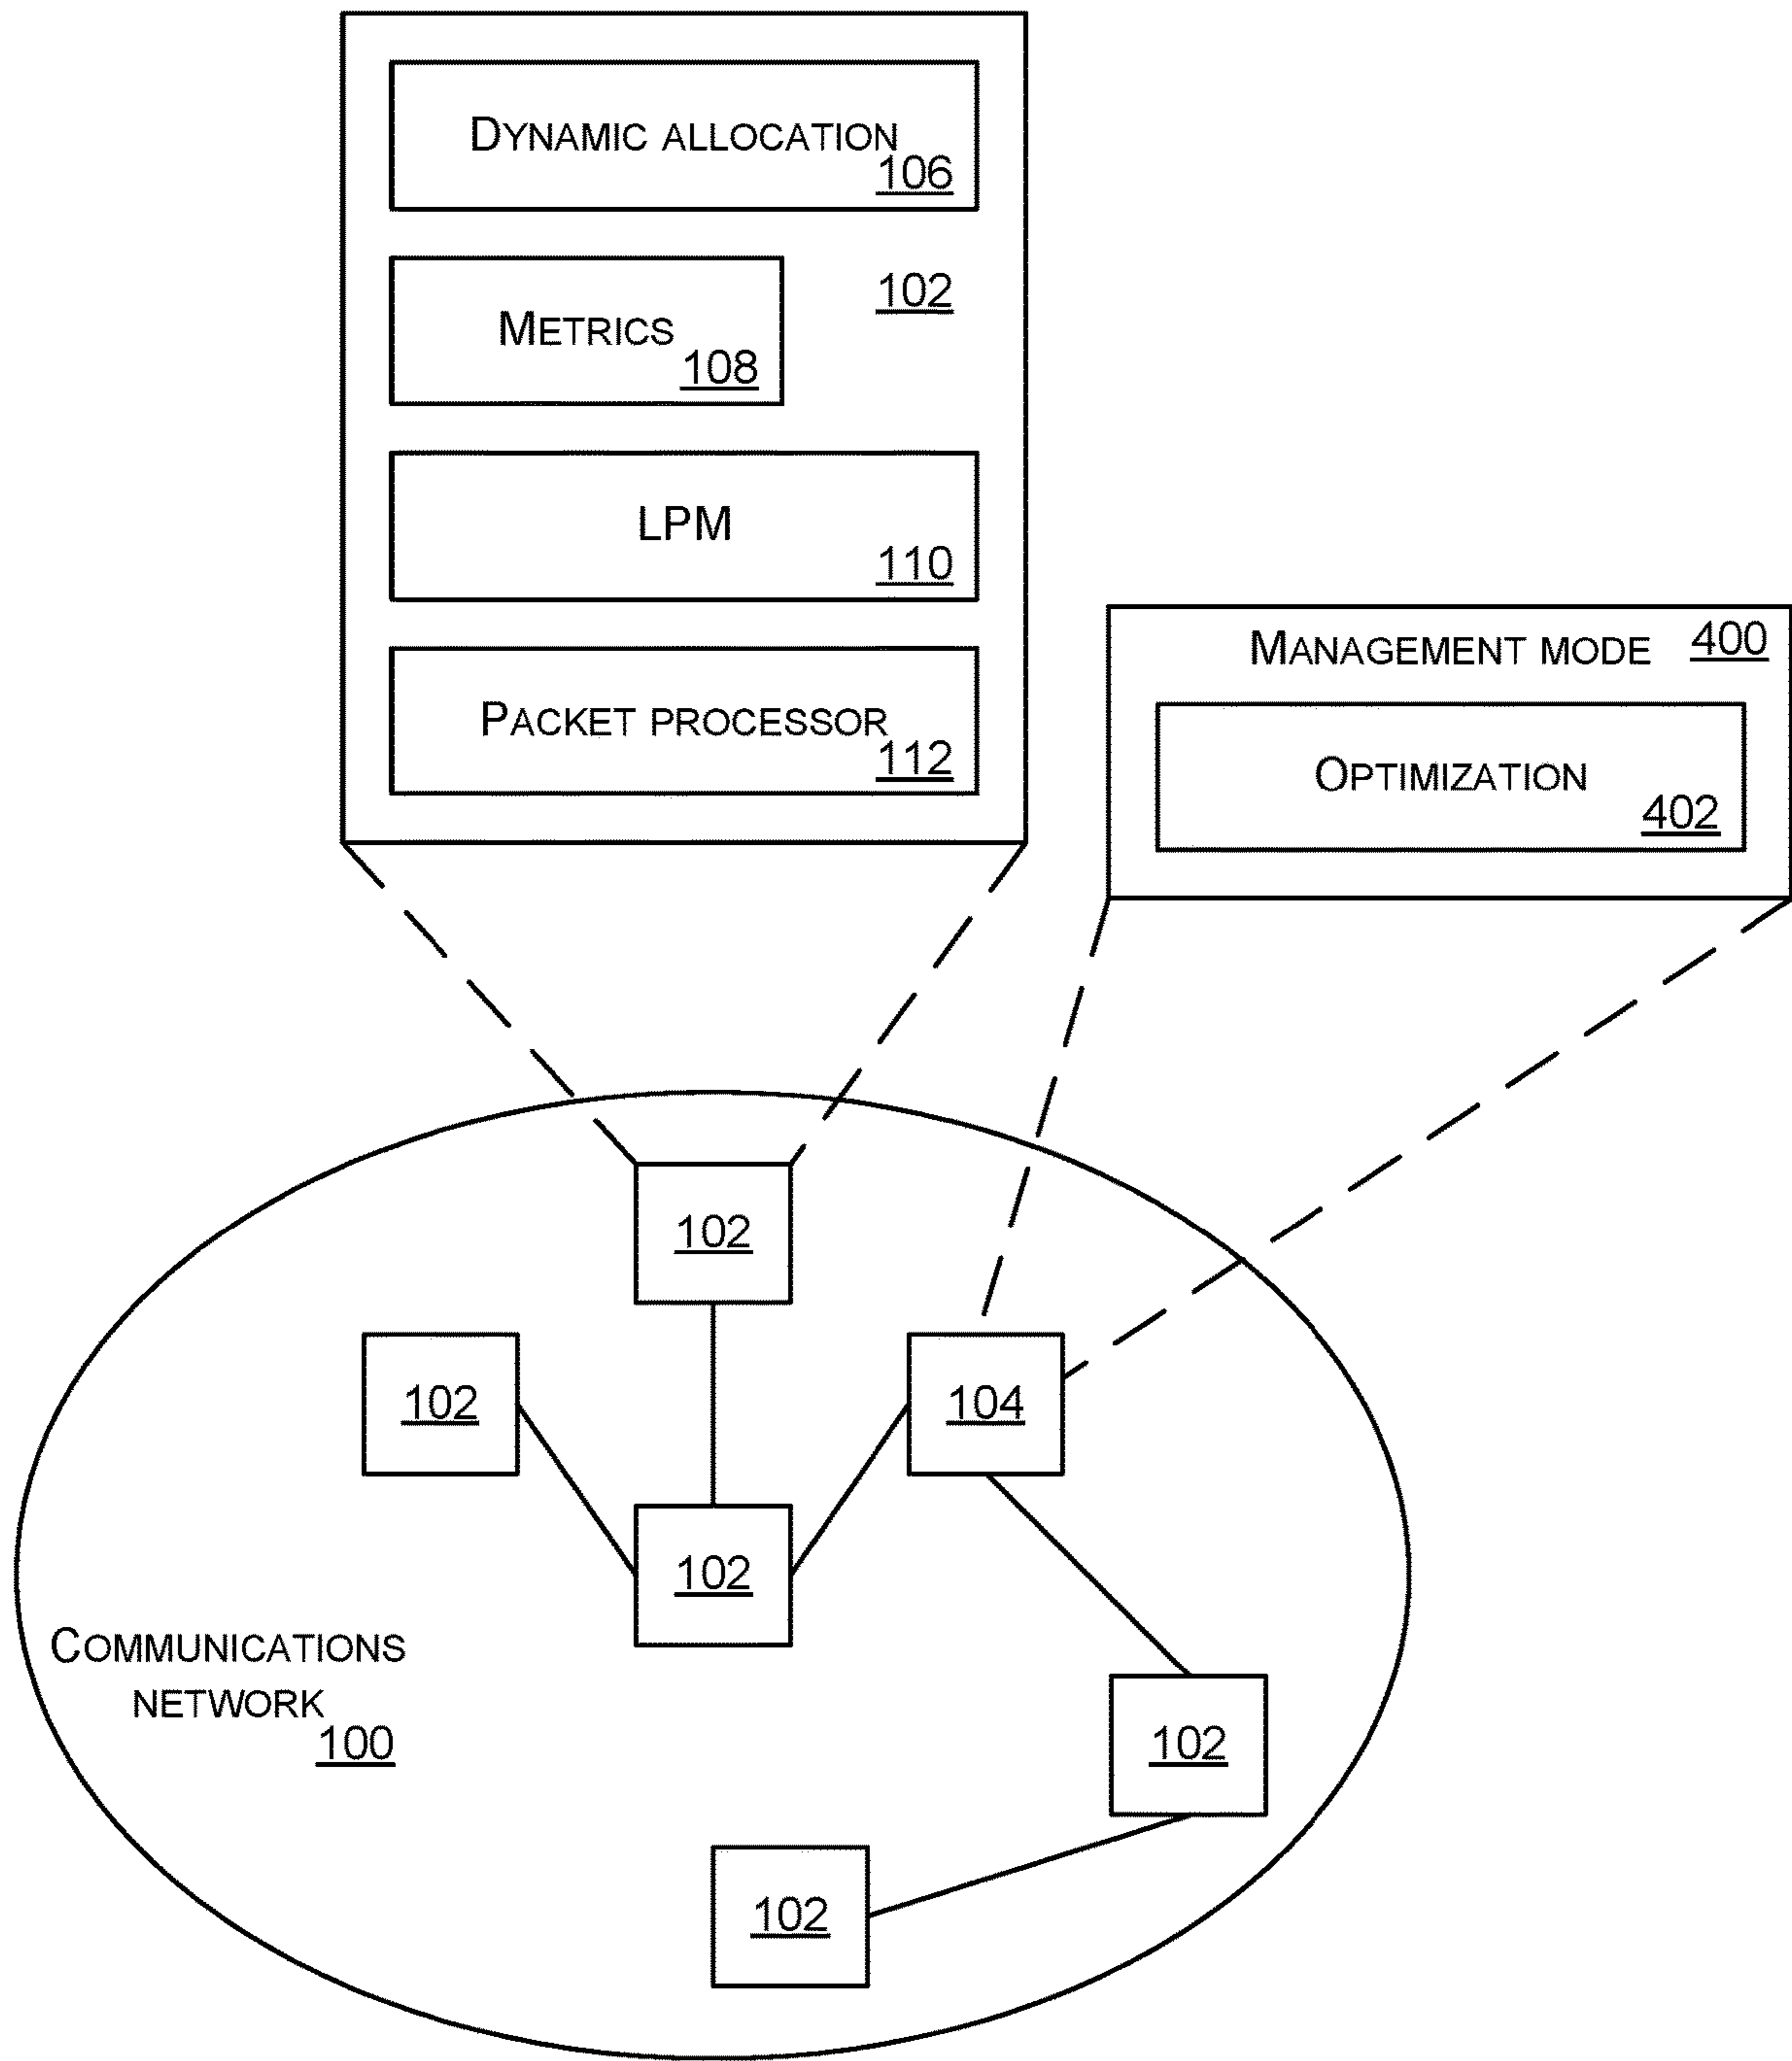 DYNAMIC ALLOCATION
106
102
METRICS
108
LPM
110
PACKET PROCESSOR
112
MANAGEMENT MODE 400
OPTIMIZATION
402
102
102
104
102
COMMUNICATIONS
NETWORK
100
102
102